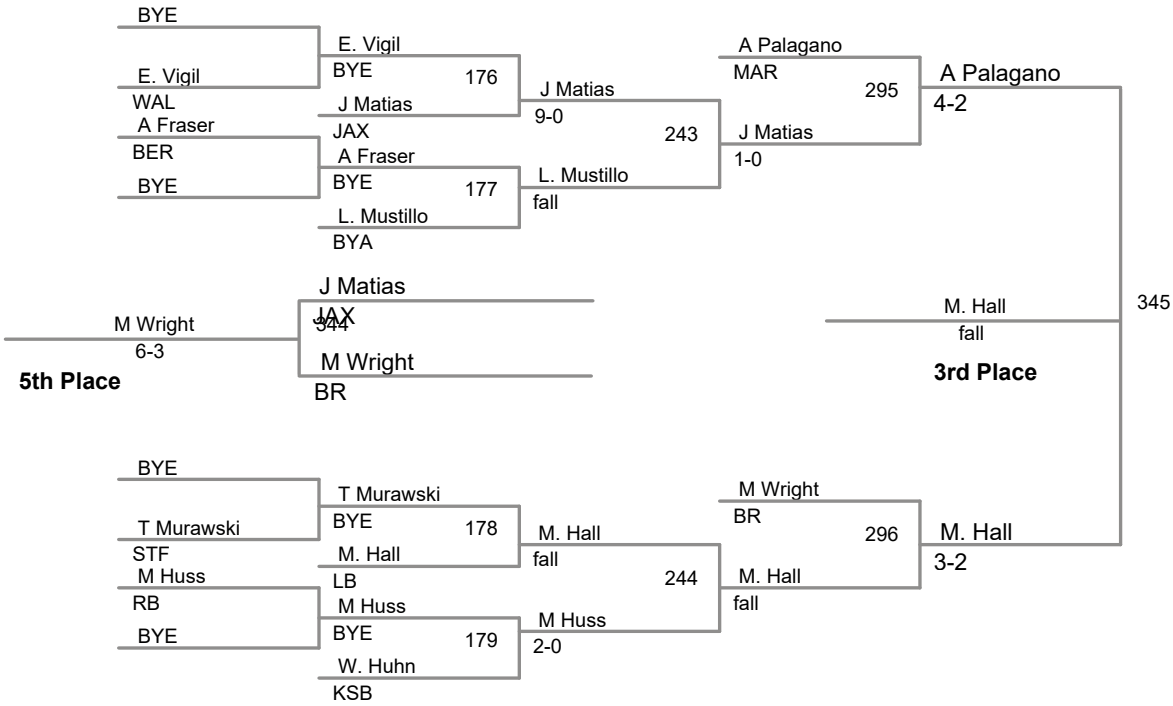 BYE
E. Vigil
WAL
A Fraser
BER
BYE
E. Vigil
BYE
176
J Matias
JAX
A Fraser
BYE
177
L. Mustillo
BYA
J Matias
9-0
243
L. Mustillo
fall
A Palagano
MAR
295
J Matias
1-0
A Palagano
4-2
J Matias
JAX
344
M Wright
6-3
5th Place
M Wright
BR
M. Hall
fall
3rd Place
345
BYE
T Murawski
STF
M Huss
RB
BYE
T Murawski
BYE
178
M. Hall
LB
M Huss
BYE
179
W. Huhn
KSB
M. Hall
fall
244
M Huss
2-0
M Wright
BR
296
M. Hall
fall
M. Hall
3-2